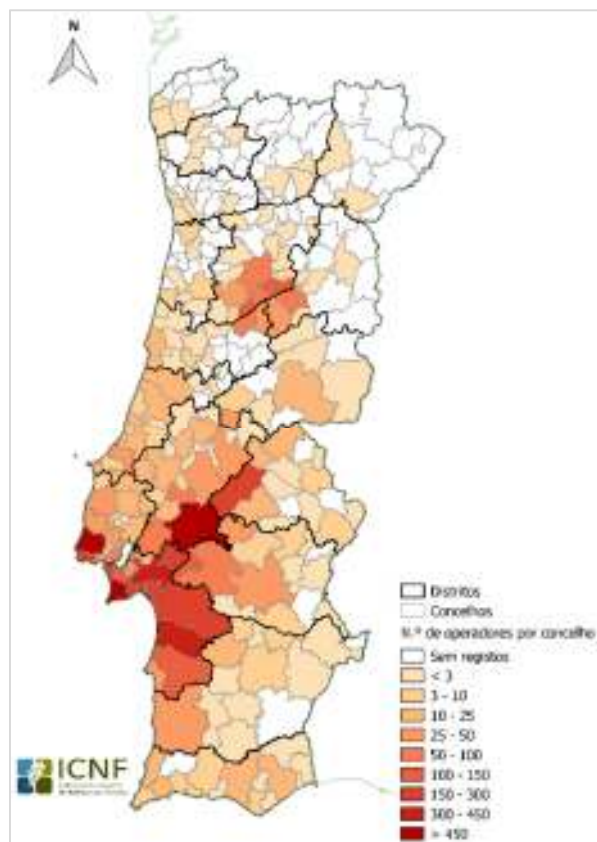 N
Distritos
Concelhos
N.º de operadores por concelho
Sem registos
< 3
3 - 10
10 - 25
25 - 50
50 - 100
100 - 150
150 - 300
300 - 450
> 450
ICNF